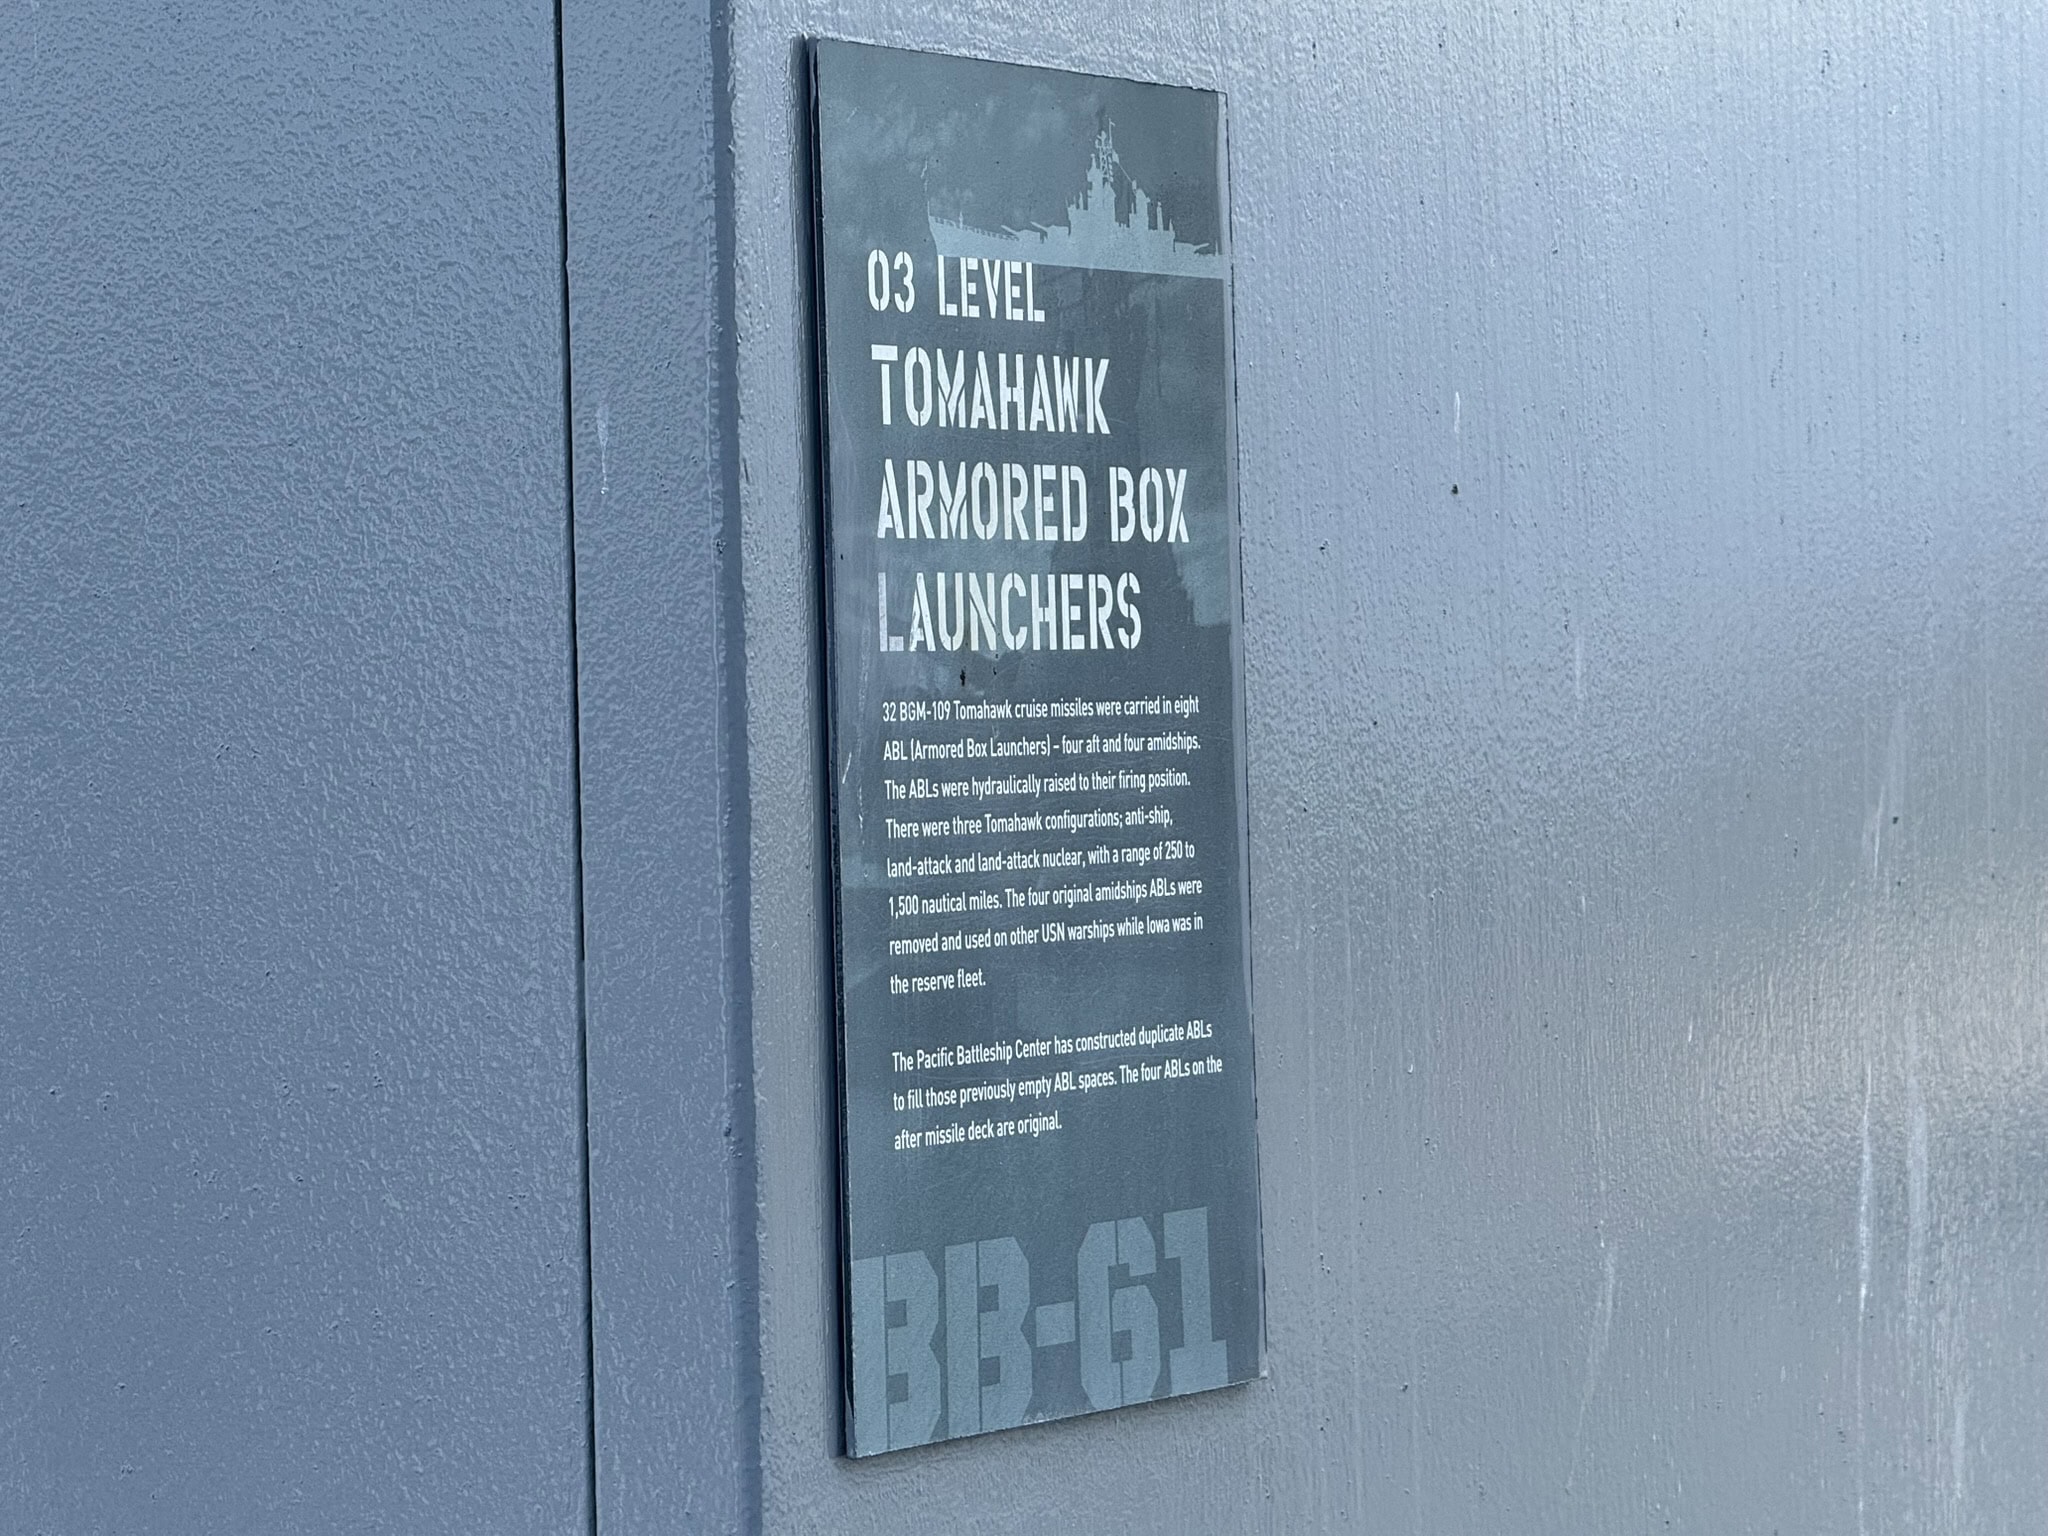 03 LEVEL
TOMAHAWK
ARMORED BOX
LAUNCHERS
32 BGM-109 Tomahawk cruise missiles were carried in eight
ABL (Armored Box Launchers) – four aft and four amidships.
The ABLs were hydraulically raised to their firing position.
There were three Tomahawk configurations; anti-ship,
land-attack and land-attack nuclear, with a range of 250 to
1,500 nautical miles. The four original amidships ABLs were
removed and used on other USN warships while Iowa was in
the reserve fleet.
The Pacific Battleship Center has constructed duplicate ABLs
to fill those previously empty ABL spaces. The four ABLs on the
after missile deck are original.
BB-61